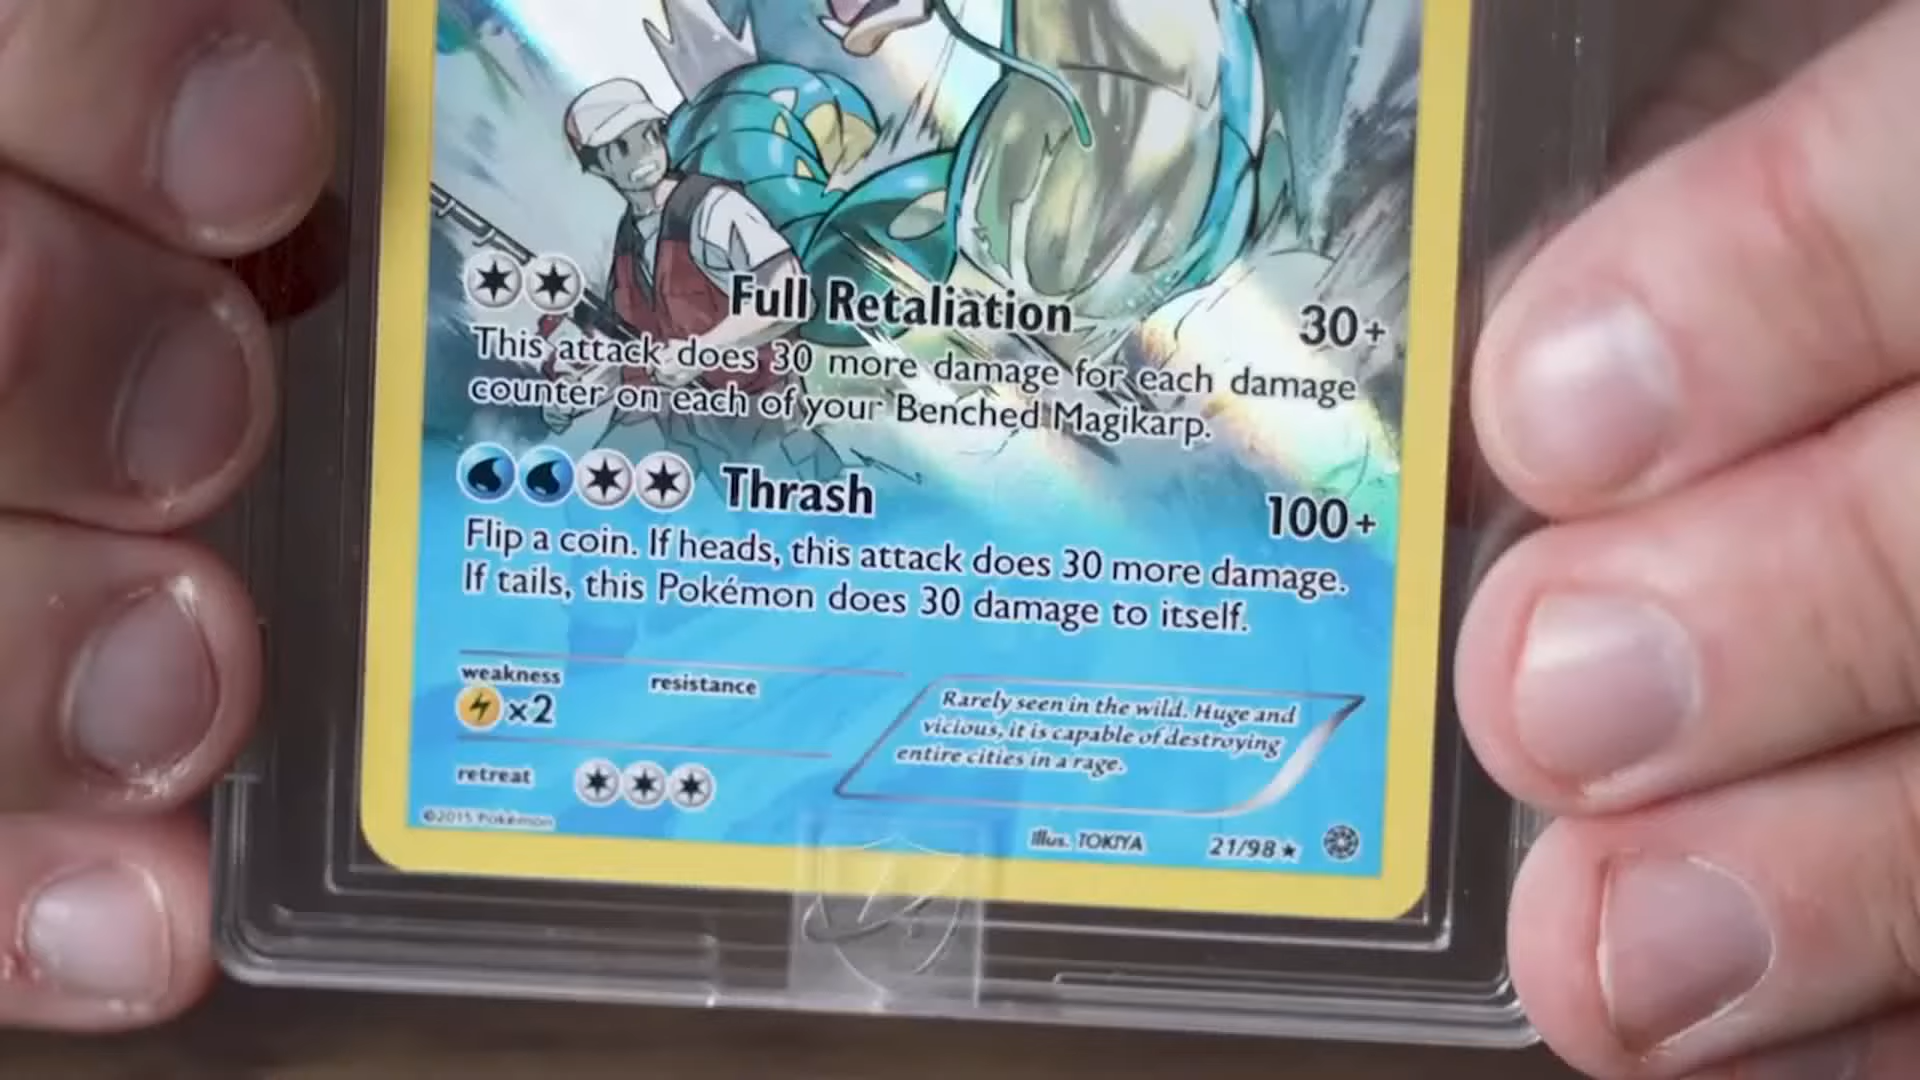 Full Retaliation 30+
This attack does 30 more damage for each damage
counter on each of your Benched Magikarp.
Thrash 100+
Flip a coin. If heads, this attack does 30 more damage.
If tails, this Pokémon does 30 damage to itself.
weakness resistance
x2
Rarely seen in the wild. Huge and
vicious, it is capable of destroying
entire cities in a rage.
retreat
©2015 Pokémon
Illus. TOKIYA 21/98 ★